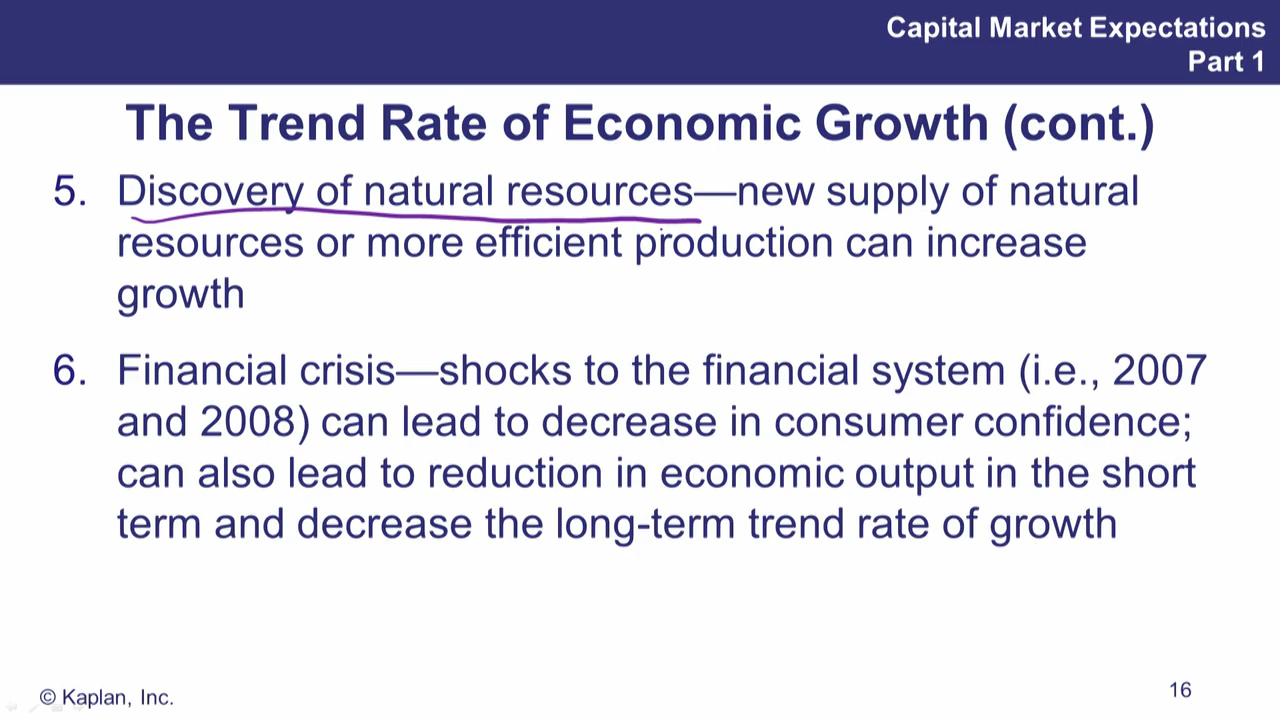 Capital Market Expectations
Part 1
The Trend Rate of Economic Growth (cont.)
5. Discovery of natural resources—new supply of natural
resources or more efficient production can increase
growth
6. Financial crisis—shocks to the financial system (i.e., 2007
and 2008) can lead to decrease in consumer confidence;
can also lead to reduction in economic output in the short
term and decrease the long-term trend rate of growth
© Kaplan, Inc.
16